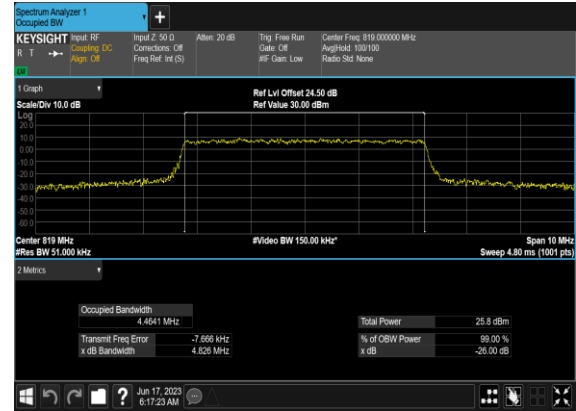 Spectrum Analyzer 1
Occupied BW
+
KEYSIGHT
R T
LU
Input: RF
Coupling: DC
Align: Off
Input Z: 50 Ω
Corrections: Off
Freq Ref: Int (S)
Atten: 20 dB
Trig: Free Run
Gate: Off
#IF Gain: Low
Center Freq: 819.000000 MHz
Avg|Hold: 100/100
Radio Std: None
1 Graph
Scale/Div 10.0 dB
Ref Lvl Offset 24.50 dB
Ref Value 30.00 dBm
Log
20.0
10.0
0.00
-10.0
-20.0
-30.0
-40.0
-50.0
-60.0
Center 819 MHz
#Res BW 51.000 kHz
#Video BW 150.00 kHz*
Span 10 MHz
Sweep 4.80 ms (1001 pts)
2 Metrics
Occupied Bandwidth
4.4641 MHz
Transmit Freq Error -7.666 kHz
x dB Bandwidth 4.826 MHz
Total Power 25.8 dBm
% of OBW Power 99.00 %
x dB -26.00 dB
?
Jun 17, 2023
6:17:23 AM